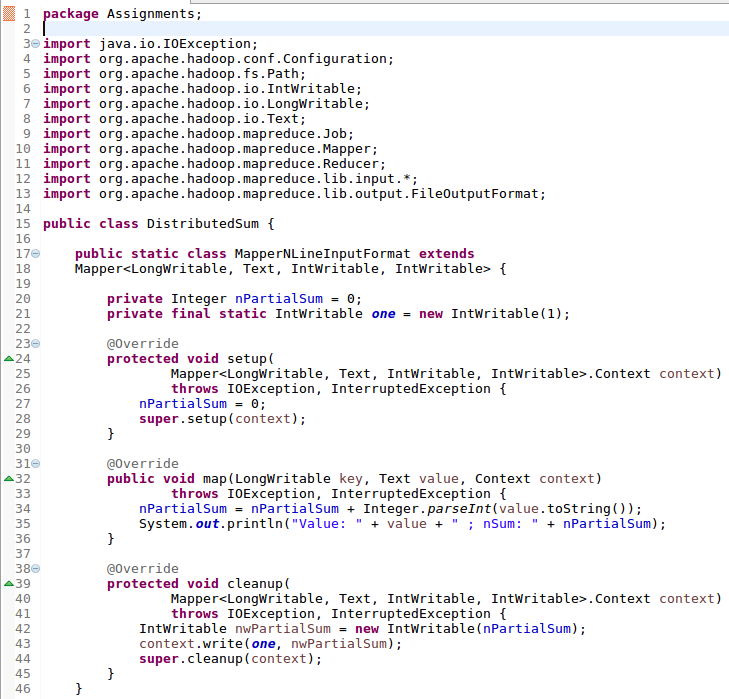 1 package Assignments;
2
3 import java.io.IOException;
4 import org.apache.hadoop.conf.Configuration;
5 import org.apache.hadoop.fs.Path;
6 import org.apache.hadoop.io.IntWritable;
7 import org.apache.hadoop.io.LongWritable;
8 import org.apache.hadoop.io.Text;
9 import org.apache.hadoop.mapreduce.Job;
10 import org.apache.hadoop.mapreduce.Mapper;
11 import org.apache.hadoop.mapreduce.Reducer;
12 import org.apache.hadoop.mapreduce.lib.input.*;
13 import org.apache.hadoop.mapreduce.lib.output.FileOutputFormat;
14
15 public class DistributedSum {
16
17     public static class MapperNLineInputFormat extends
18     Mapper<LongWritable, Text, IntWritable, IntWritable> {
19
20         private Integer nPartialSum = 0;
21         private final static IntWritable one = new IntWritable(1);
22
23         @Override
24         protected void setup(
25                 Mapper<LongWritable, Text, IntWritable, IntWritable>.Context context)
26                 throws IOException, InterruptedException {
27             nPartialSum = 0;
28             super.setup(context);
29         }
30
31         @Override
32         public void map(LongWritable key, Text value, Context context)
33                 throws IOException, InterruptedException {
34             nPartialSum = nPartialSum + Integer.parseInt(value.toString());
35             System.out.println("Value: " + value + " ; nSum: " + nPartialSum);
36         }
37
38         @Override
39         protected void cleanup(
40                 Mapper<LongWritable, Text, IntWritable, IntWritable>.Context context)
41                 throws IOException, InterruptedException {
42             IntWritable nwPartialSum = new IntWritable(nPartialSum);
43             context.write(one, nwPartialSum);
44             super.cleanup(context);
45         }
46     }